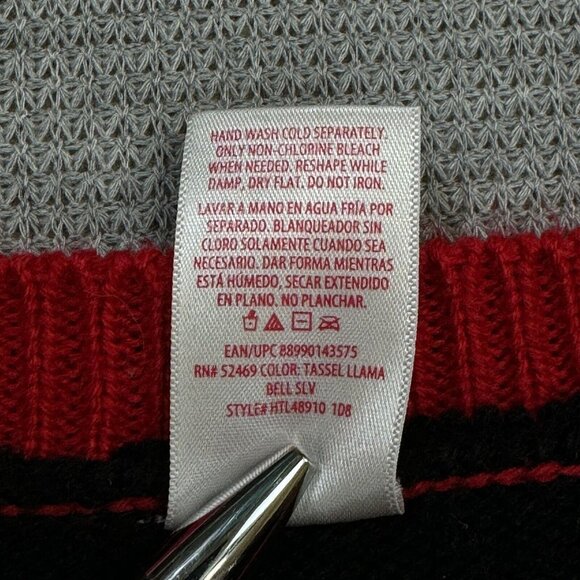 HAND WASH COLD SEPARATELY.
ONLY NON-CHLORINE BLEACH
WHEN NEEDED. RESHAPE WHILE
DAMP, DRY FLAT. DO NOT IRON.
LAVAR A MANO EN AGUA FRÍA POR
SEPARADO. BLANQUEADOR SIN
CLORO SOLAMENTE CUANDO SEA
NECESARIO. DAR FORMA MIENTRAS
ESTÁ HÚMEDO, SECAR EXTENDIDO
EN PLANO. NO PLANCHAR.
EAN/UPC 88990143575
RN# 52469 COLOR: TASSEL LLAMA
BELL SLV
STYLE# HTL48910 1D8